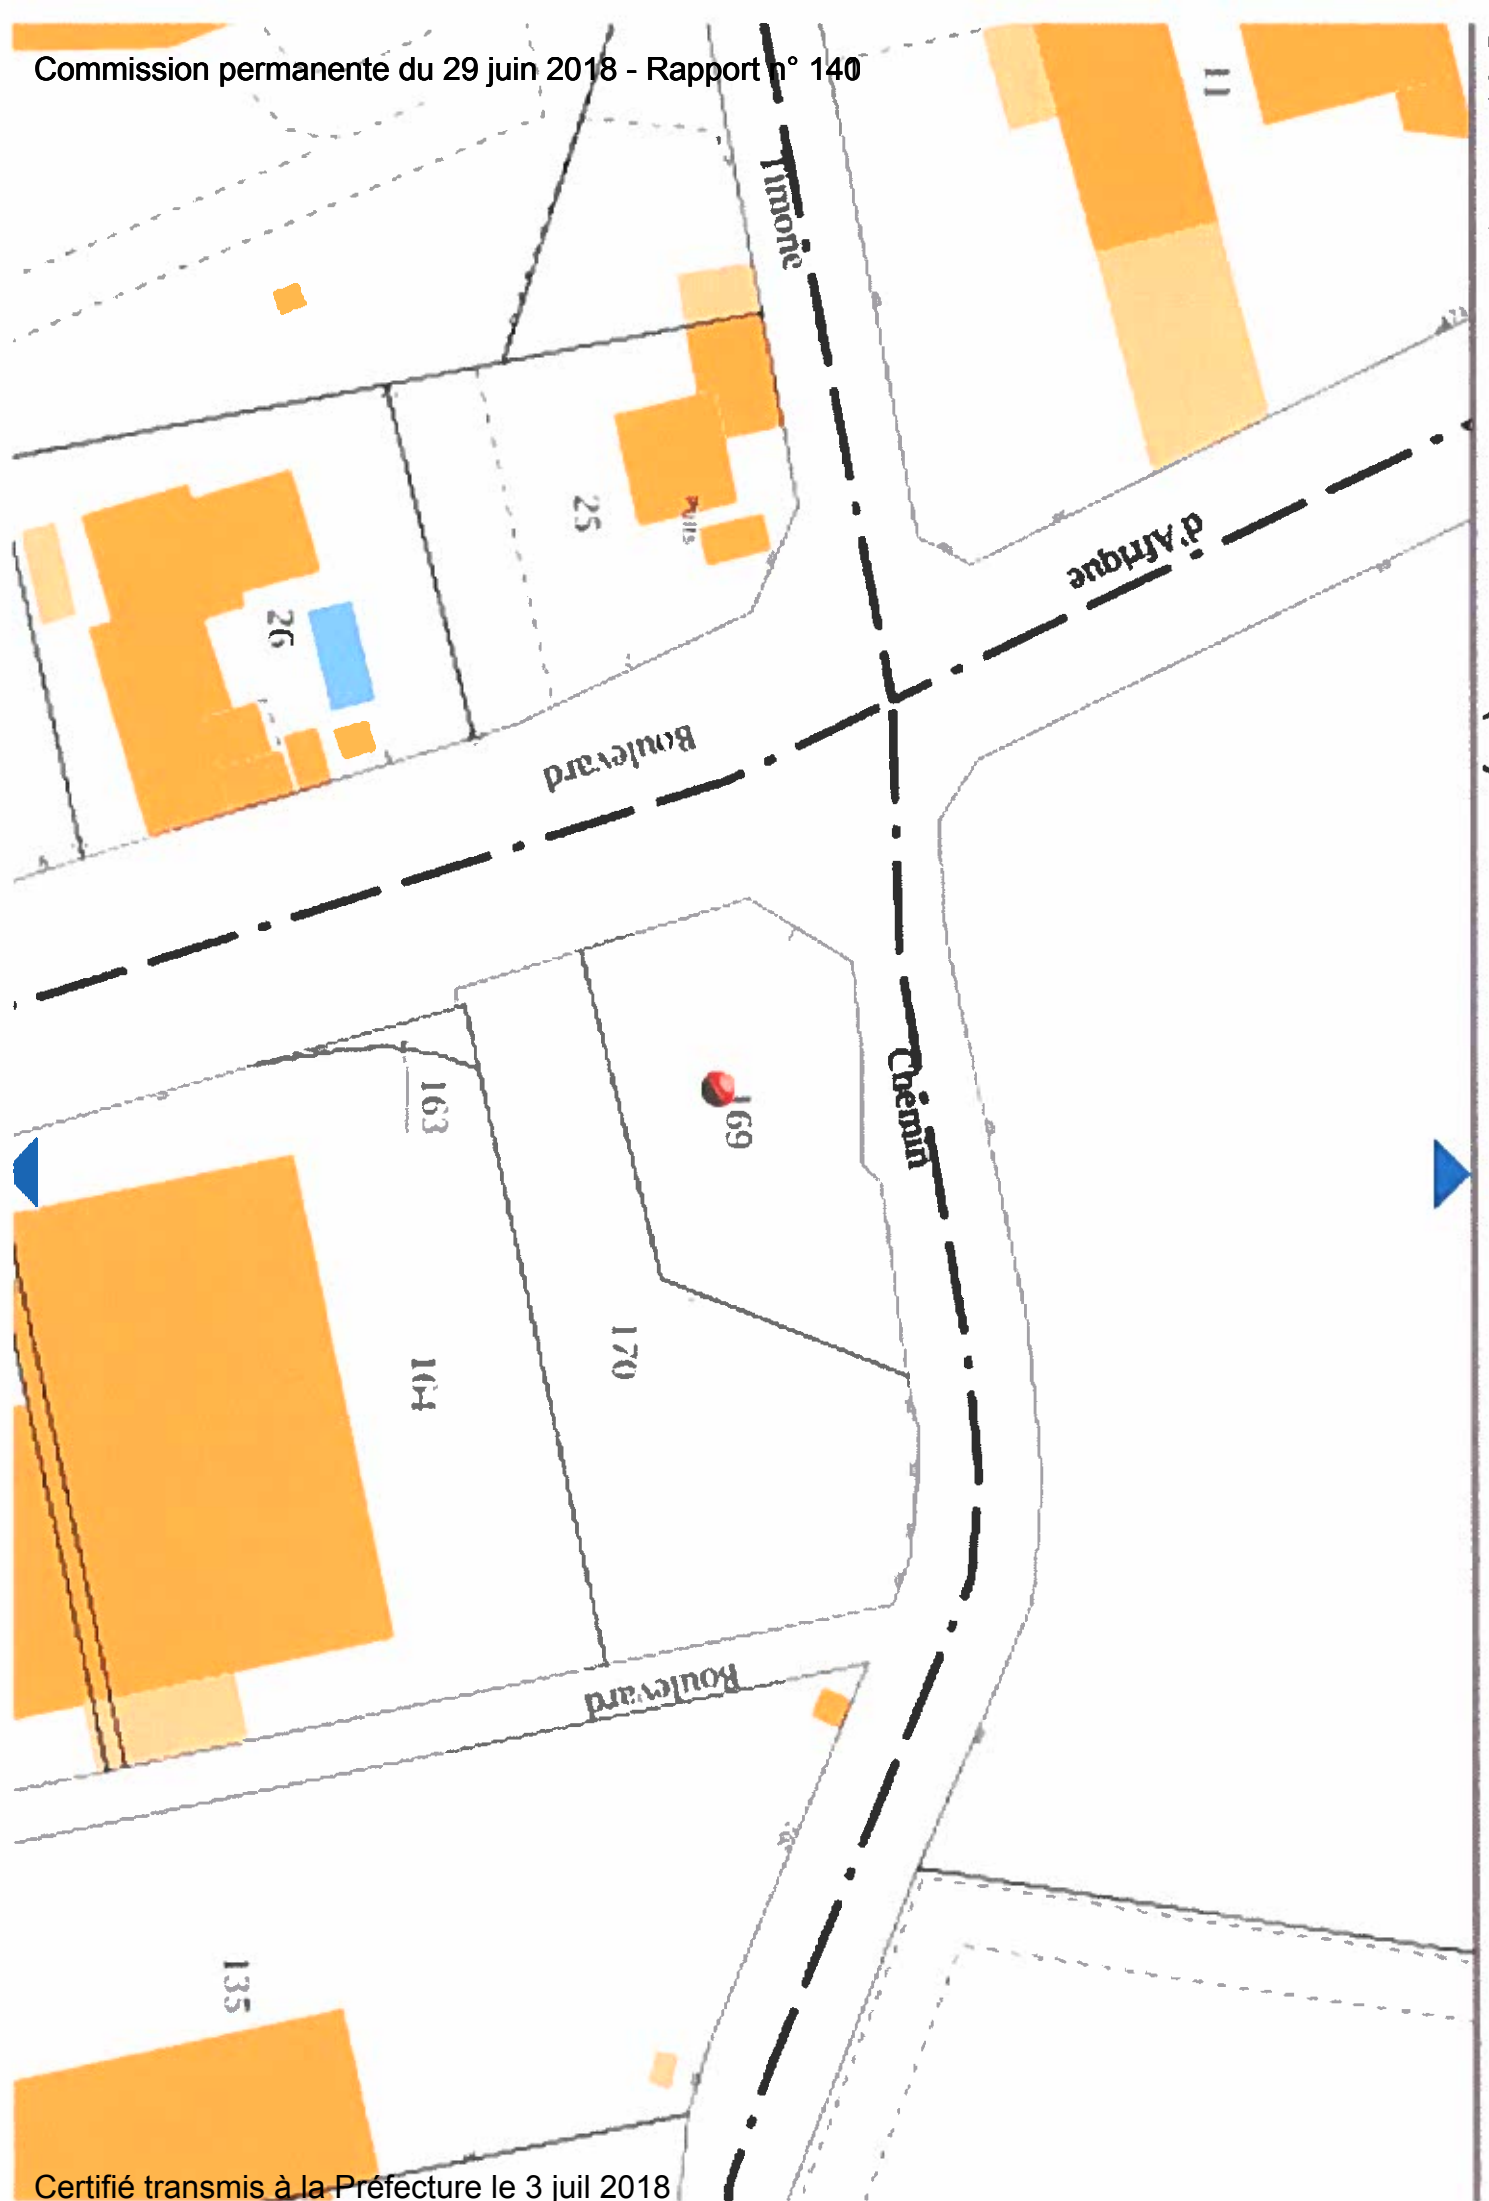 Commission permanente du 29 juin 2018 - Rapport n°
11
Timone
25
d'Afrique
Puits
26
Boulevard
Chemin
163
169
170
164
Boulevard
135
Certifié transmis à la Préfecture le 3 juil 2018